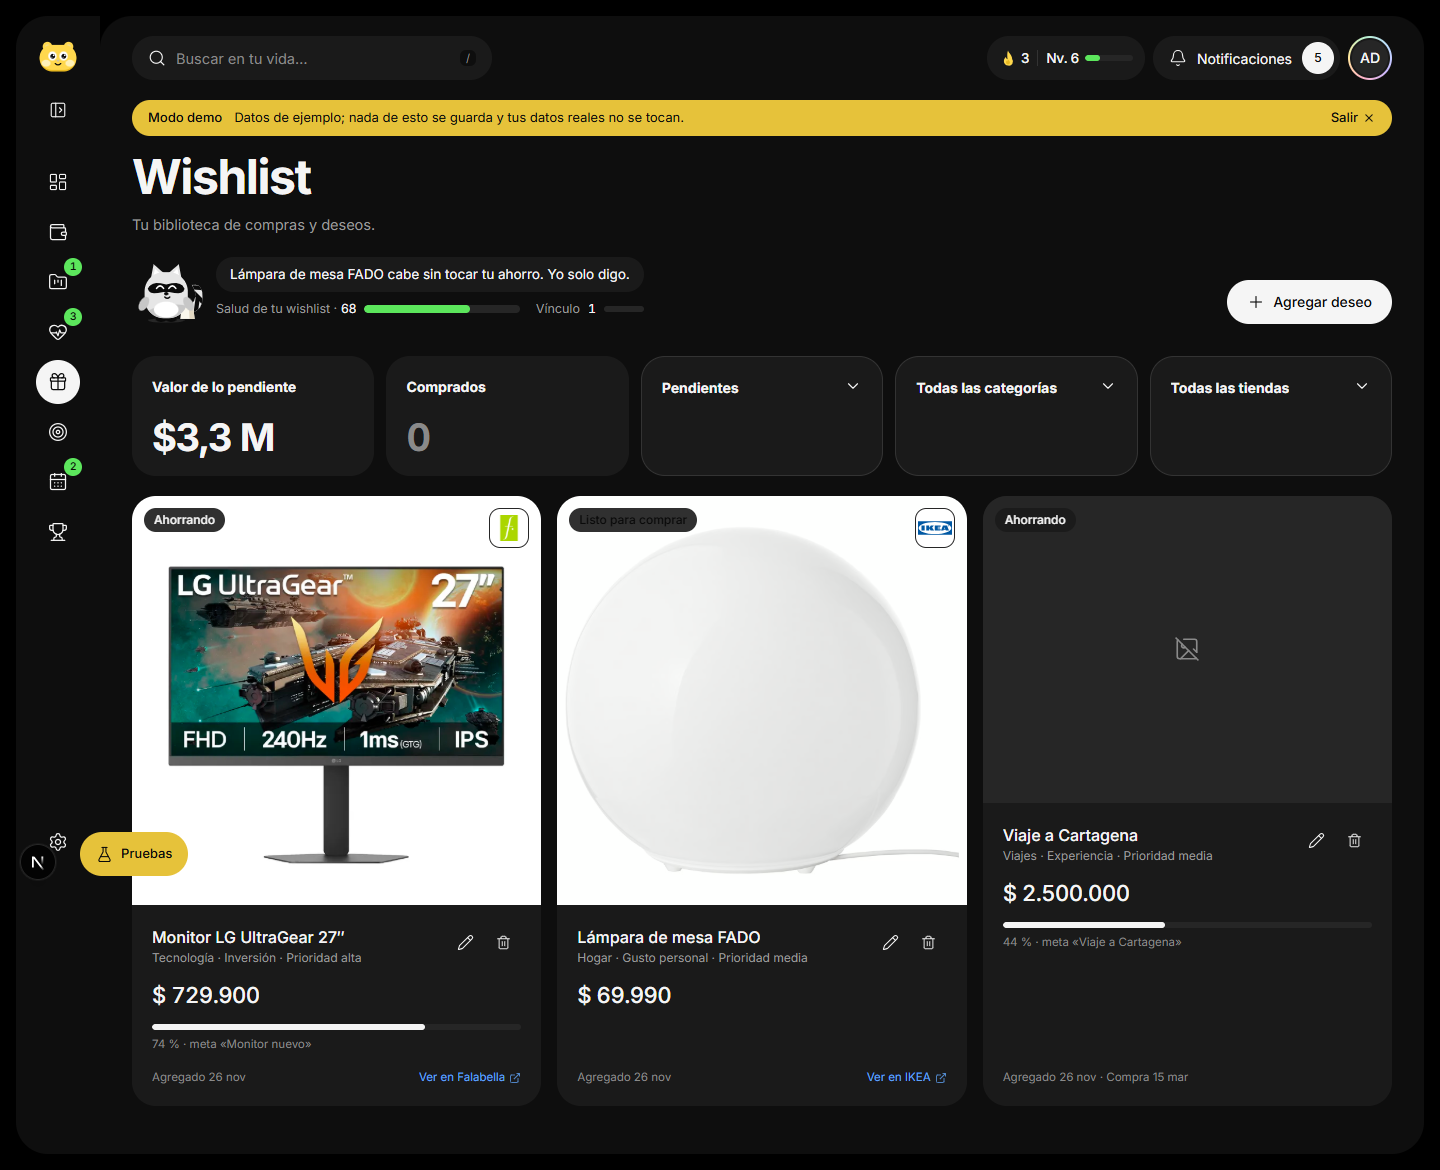 Buscar en tu vida...
/
3
Nv. 6
Notificaciones
5
AD
Modo demo Datos de ejemplo; nada de esto se guarda y tus datos reales no se tocan.
Salir
Wishlist
Tu biblioteca de compras y deseos.
Lámpara de mesa FADO cabe sin tocar tu ahorro. Yo solo digo.
Salud de tu wishlist · 68
Vínculo 1
Agregar deseo
1
3
2
Valor de lo pendiente
$3,3 M
Comprados
0
Pendientes
Todas las categorías
Todas las tiendas
Ahorrando
f.
LG UltraGear™
27"
FHD
240Hz
1ms (GTG)
IPS
LG
Monitor LG UltraGear 27"
Tecnología · Inversión · Prioridad alta
$ 729.900
74 % · meta «Monitor nuevo»
Agregado 26 nov
Ver en Falabella
Listo para comprar
IKEA
Lámpara de mesa FADO
Hogar · Gusto personal · Prioridad media
$ 69.990
Agregado 26 nov
Ver en IKEA
Ahorrando
Viaje a Cartagena
Viajes · Experiencia · Prioridad media
$ 2.500.000
44 % · meta «Viaje a Cartagena»
Agregado 26 nov · Compra 15 mar
N
Pruebas